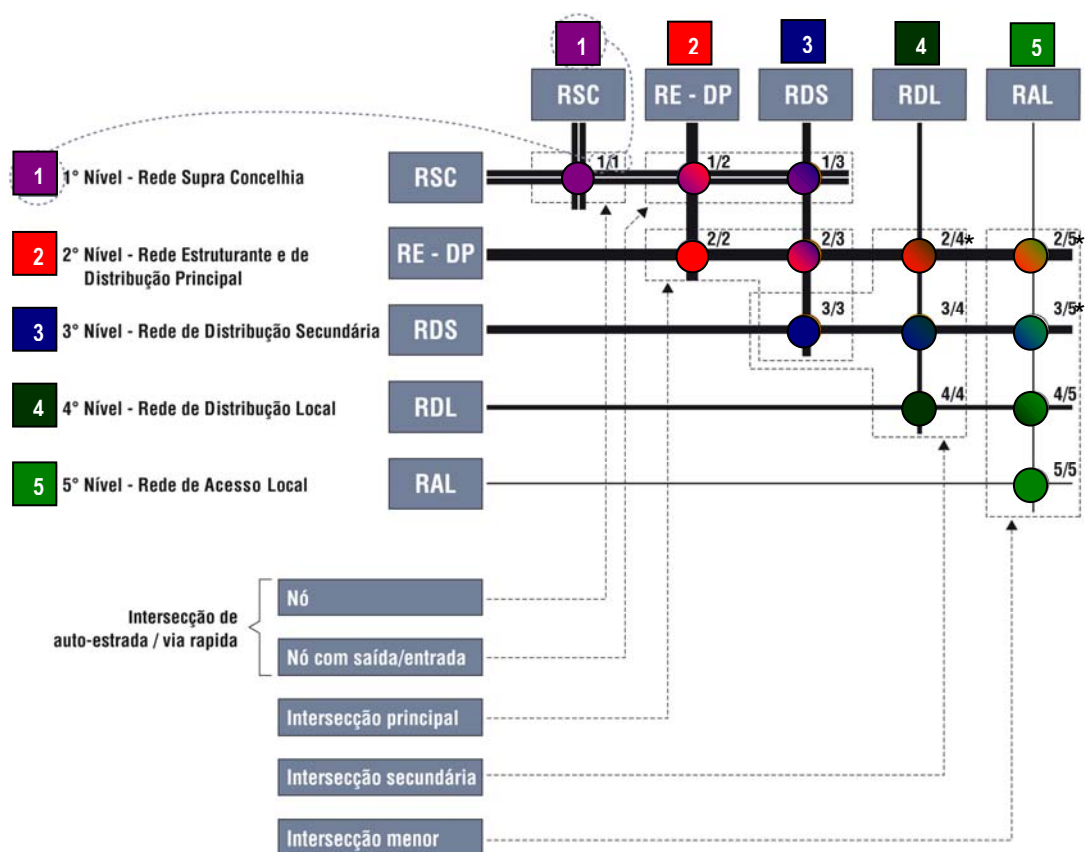 1 2 3 4 5
RSC RE - DP RDS RDL RAL
1/1 1/2 1/3
1 1° Nível - Rede Supra Concelhia RSC
2/2 2/3 2/4* 2/5*
2 2° Nível - Rede Estruturante e de
Distribução Principal
RE - DP
3/3 3/4 3/5*
3 3° Nível - Rede de Distribução Secundária RDS
4/4 4/5
4 4° Nível - Rede de Distribução Local RDL
5/5
5 5° Nível - Rede de Acesso Local RAL
Intersecção de
auto-estrada / via rapida
Nó
Nó com saída/entrada
Intersecção principal
Intersecção secundária
Intersecção menor